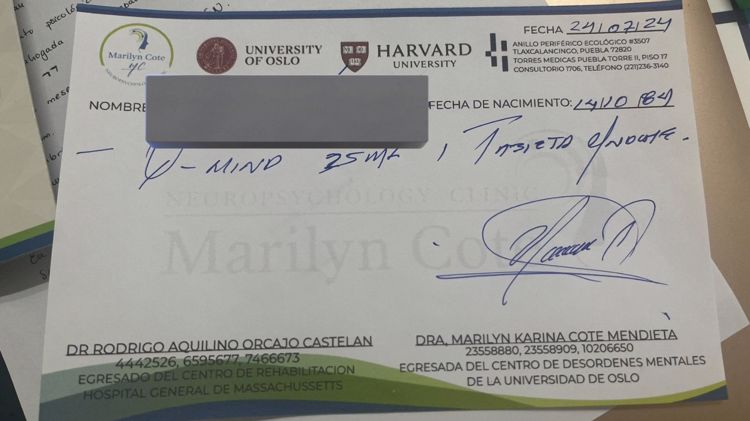 FECHA 24/07/24
Marilyn Cote
UNIVERSITY OF OSLO
HARVARD UNIVERSITY
ANILLO PERIFÉRICO ECOLÓGICO #3507
TLAXCALANCINGO, PUEBLA 72820
TORRES MEDICAS PUEBLA TORRE II, PISO 17
CONSULTORIO 1706, TELÉFONO (221)236-3140
NOMBRE
FECHA DE NACIMIENTO: 14/10/84
- MIND 25
NEUROPSYCHOLOGY CLINIC
Marilyn Cote
DR RODRIGO AQUILINO ORCAJO CASTELAN
4442526, 6595677, 7466673
EGRESADO DEL CENTRO DE REHABILITACION
HOSPITAL GENERAL DE MASSACHUSSETTS
DRA, MARILYN KARINA COTE MENDIETA
23558880, 23558909, 10206650
EGRESADA DEL CENTRO DE DESORDENES MENTALES
DE LA UNIVERSIDAD DE OSLO